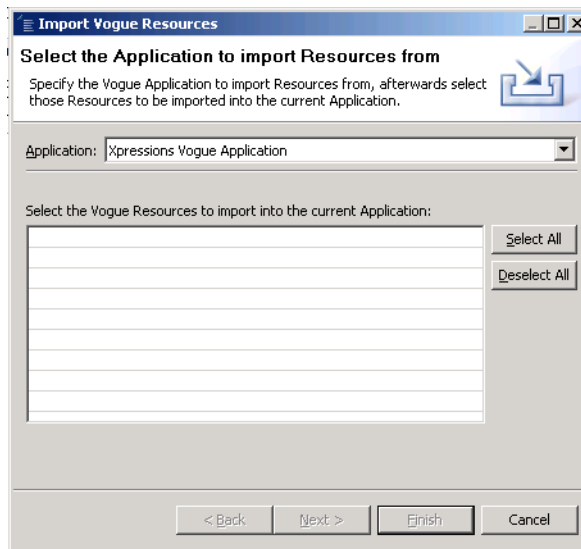 Import Vogue Resources
Select the Application to import Resources from
Specify the Vogue Application to import Resources from, afterwards select
those Resources to be imported into the current Application.
Application: Xpressions Vogue Application
Select the Vogue Resources to import into the current Application:
Select All
Deselect All
< Back Next > Finish Cancel